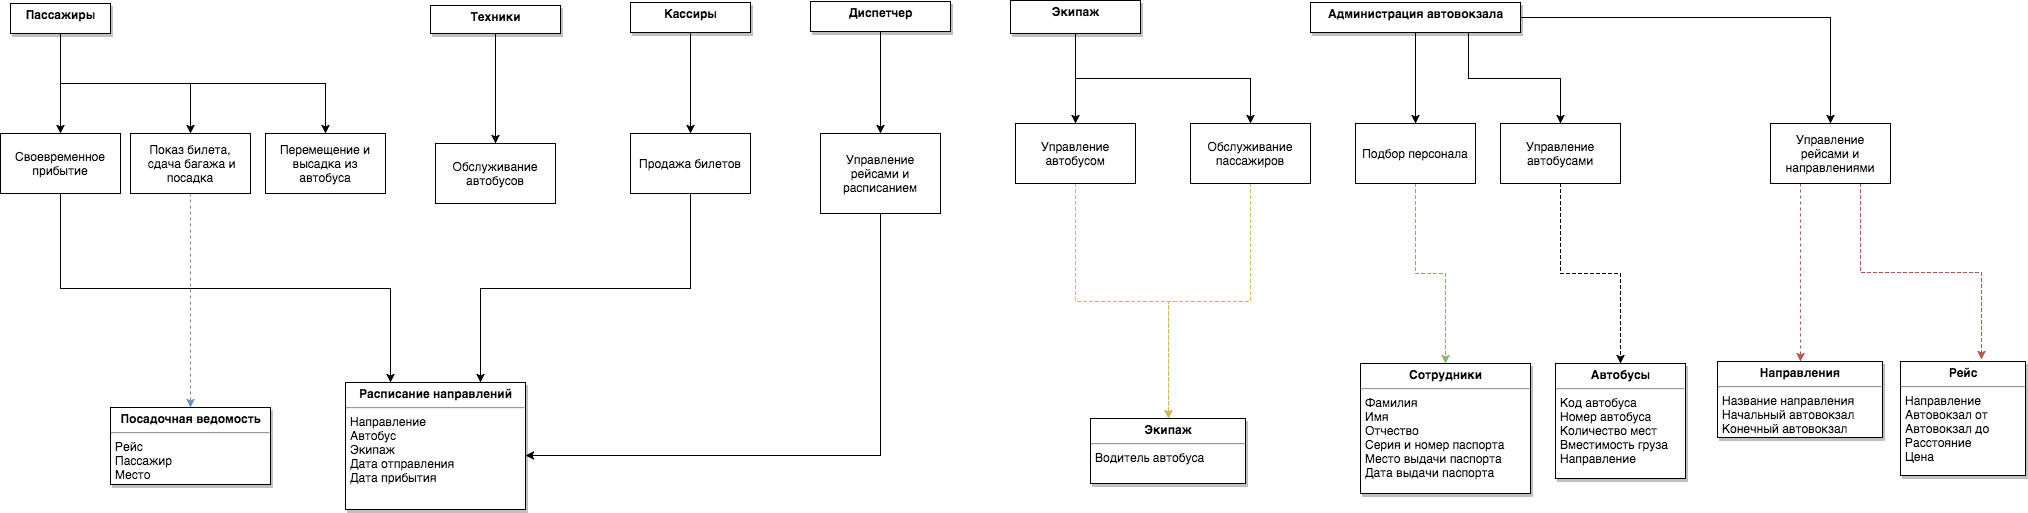 Пассажиры
Техники
Кассиры
Диспетчер
Экипаж
Администрация автовокзала
Своевременное
прибытие
Показ билета,
сдача багажа и
посадка
Перемещение и
высадка из
автобуса
Обслуживание
автобусов
Продажа билетов
Управление
рейсами и
расписанием
Управление
автобусом
Обслуживание
пассажиров
Подбор персонала
Управление
автобусами
Управление
рейсами и
направлениями
Посадочная ведомость
Рейс
Пассажир
Место
Расписание направлений
Направление
Автобус
Экипаж
Дата отправления
Дата прибытия
Экипаж
Водитель автобуса
Сотрудники
Фамилия
Имя
Отчество
Серия и номер паспорта
Место выдачи паспорта
Дата выдачи паспорта
Автобусы
Код автобуса
Номер автобуса
Количество мест
Вместимость груза
Направление
Направления
Название направления
Начальный автовокзал
Конечный автовокзал
Рейс
Направление
Автовокзал от
Автовокзал до
Расстояние
Цена